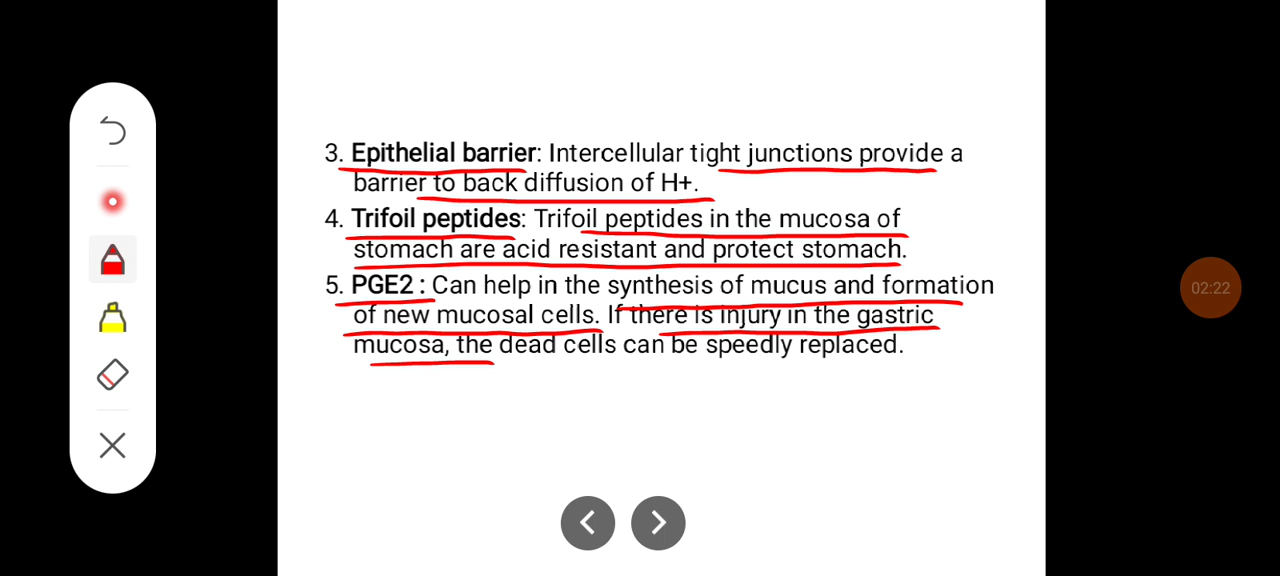 3. Epithelial barrier: Intercellular tight junctions provide a
barrier to back diffusion of H+.
4. Trifoil peptides: Trifoil peptides in the mucosa of
stomach are acid resistant and protect stomach.
5. PGE2 : Can help in the synthesis of mucus and formation
of new mucosal cells. If there is injury in the gastric
mucosa, the dead cells can be speedly replaced.
02:22